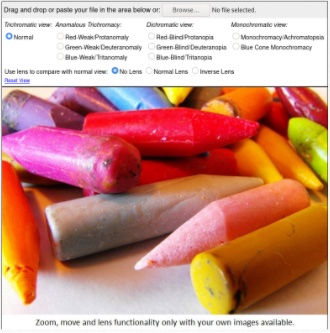 Drag and drop or paste your file in the area below or: Browse... No file selected.
Trichromatic view: Anomalous Trichromacy: Dichromatic view: Monochromatic view:
Normal Red-Weak/Protanomaly Red-Blind/Protanopia Monochromacy/Achromatopsia
Green-Weak/Deuteranomaly Green-Blind/Deuteranopia Blue Cone Monochromacy
Blue-Weak/Tritanomaly Blue-Blind/Tritanopia
Use lens to compare with normal view: No Lens Normal Lens Inverse Lens
Reset View
Zoom, move and lens functionality only with your own images available.